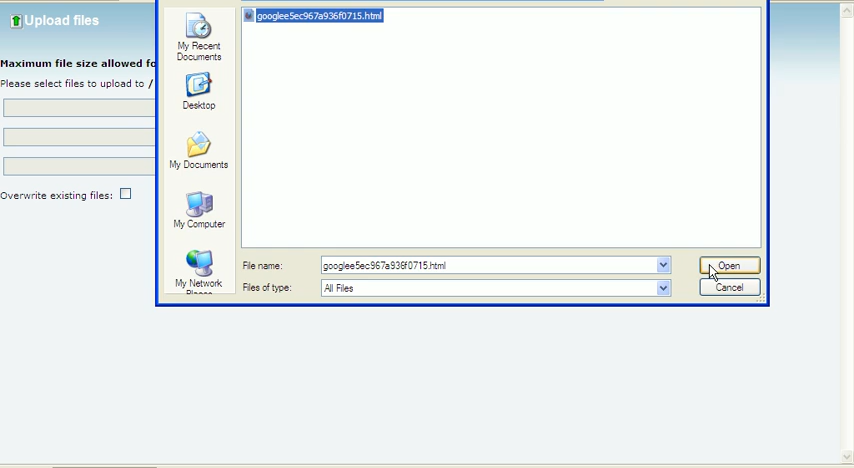 Upload files
googlee5ec967a936f0715.html
My Recent
Documents
Maximum file size allowed fo
Please select files to upload to /
Desktop
My Documents
Overwrite existing files:
My Computer
My Network
Places
File name:
googlee5ec967a936f0715.html
Open
Files of type:
All Files
Cancel